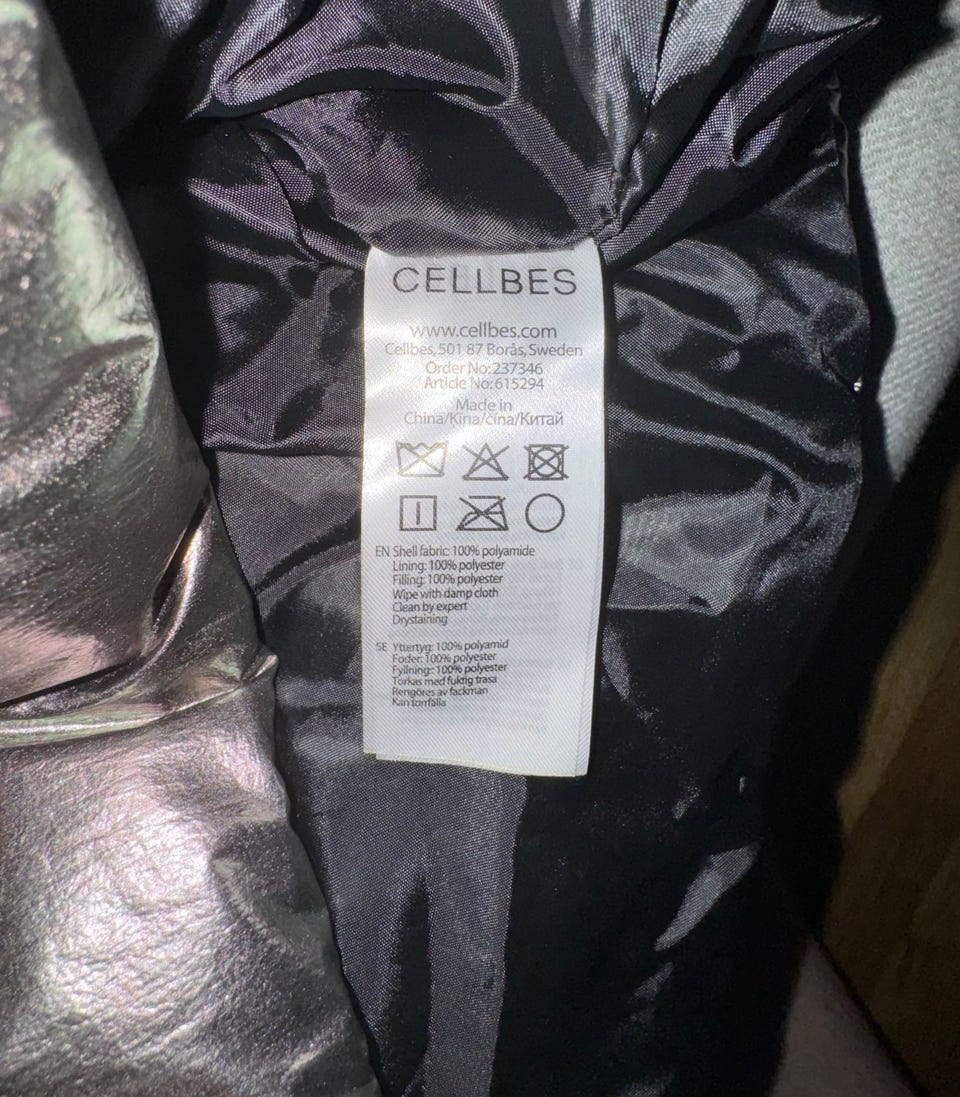 CELLBES
www.cellbes.com
Cellbes, 501 87 Borås, Sweden
Order No: 237346
Article No: 615294
Made in
China/Kina/čína/Китай
EN Shell fabric: 100% polyamide
Lining: 100% polyester
Filling: 100% polyester
Wipe with damp cloth
Clean by expert
Drystaining
SE Yttertyg: 100% polyamid
Foder: 100% polyester
Fyllning: 100% polyester
Torkas med fuktig trasa
Rengöres av fackman
Kan torrfälla